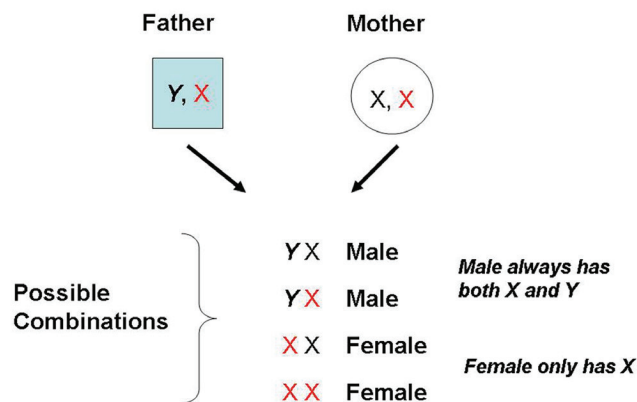 Father
Mother
Y, X
X, X
Y X Male
Y X Male
X X Female
X X Female
Possible
Combinations
Male always has
both X and Y
Female only has X